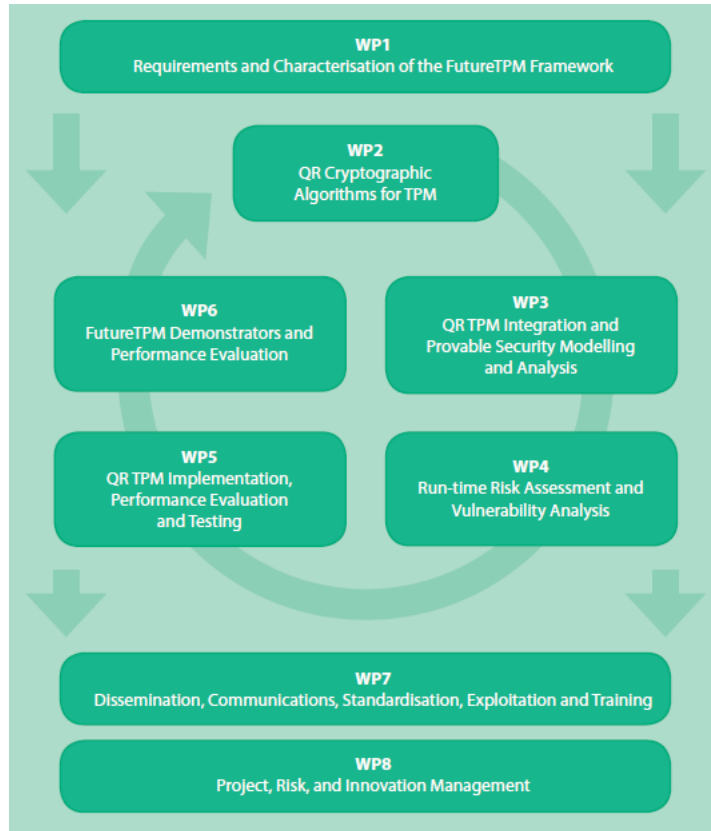 WP1
Requirements and Characterisation of the FutureTPM Framework
WP2
QR Cryptographic
Algorithms for TPM
WP6
FutureTPM Demonstrators and
Performance Evaluation
WP3
QR TPM Integration and
Provable Security Modelling
and Analysis
WP5
QR TPM Implementation,
Performance Evaluation
and Testing
WP4
Run-time Risk Assessment and
Vulnerability Analysis
WP7
Dissemination, Communications, Standardisation, Exploitation and Training
WP8
Project, Risk, and Innovation Management